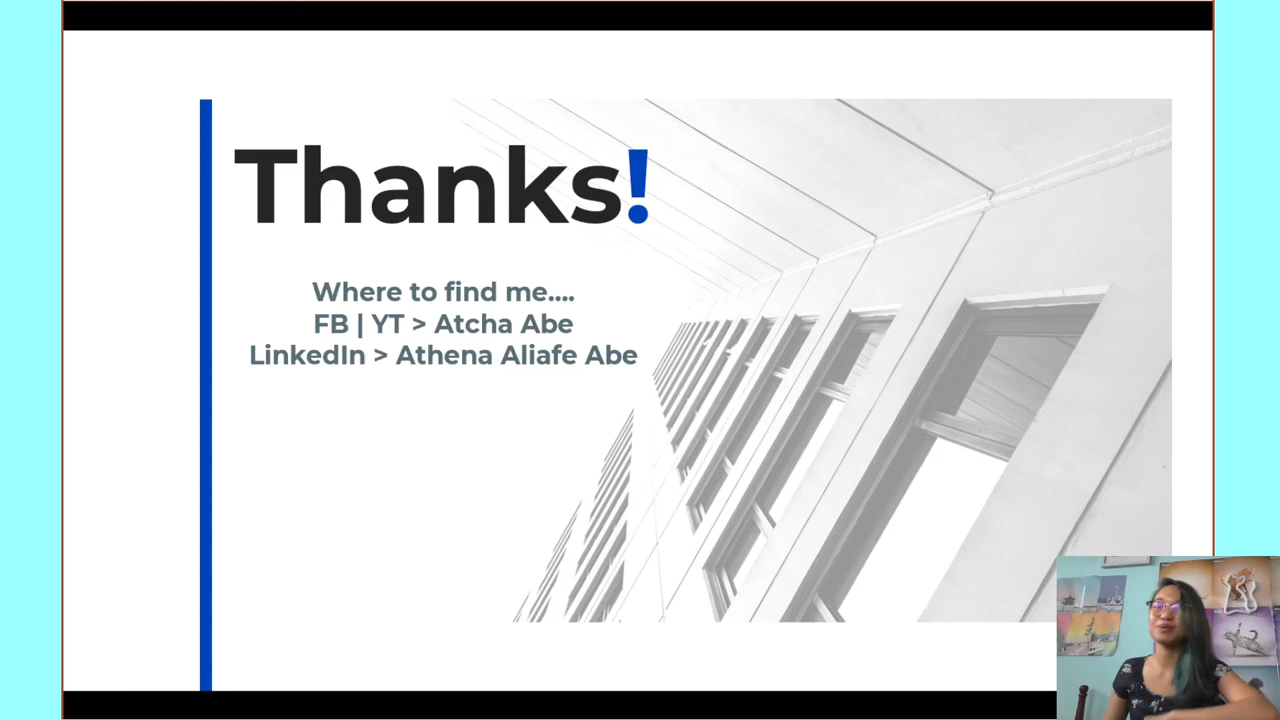 Thanks!
Where to find me....
FB | YT > Atcha Abe
LinkedIn > Athena Aliafe Abe